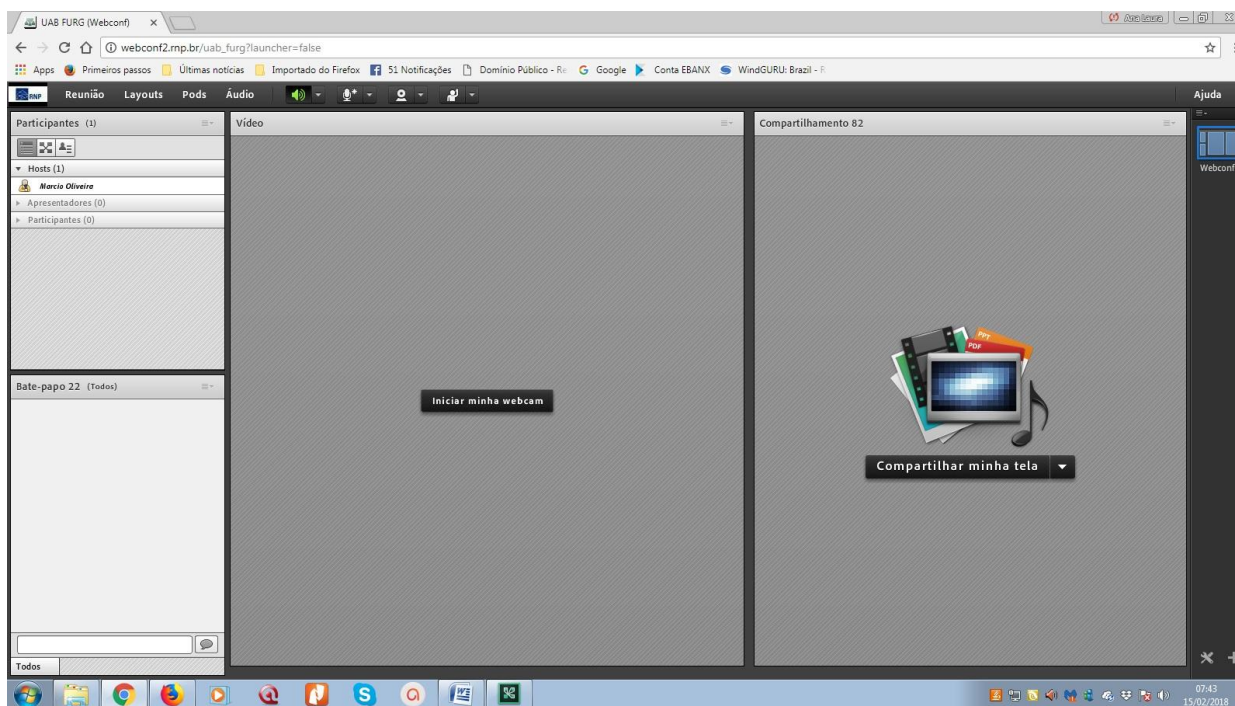 UAB FURG (Webconf)
Ana Laura
webconf2.rnp.br/uab_furg?launcher=false
Apps Primeiros passos Últimas notícias Importado do Firefox 51 Notificações Domínio Público - Re Google Conta EBANX WindGURU: Brazil - R
RNP Reunião Layouts Pods Áudio Ajuda
Participantes (1)
Hosts (1)
Marcio Oliveira
Apresentadores (0)
Participantes (0)
Bate-papo 22 (Todos)
Todos
Vídeo
Iniciar minha webcam
Compartilhamento 82
PPT
PDF
Compartilhar minha tela
Webconf
07:43
15/02/2018